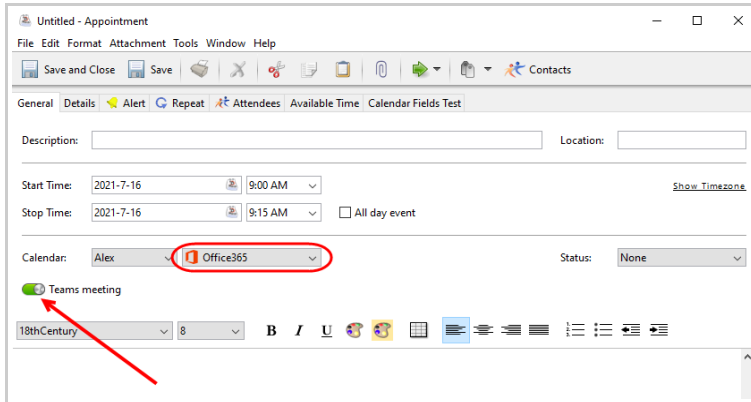 Untitled - Appointment
File Edit Format Attachment Tools Window Help
Save and Close Save Contacts
General Details Alert Repeat Attendees Available Time Calendar Fields Test
Description: Location:
Start Time: 2021-7-16 9:00 AM Show Timezone
Stop Time: 2021-7-16 9:15 AM All day event
Calendar: Alex Office365 Status: None
Teams meeting
18thCentury 8 B I U